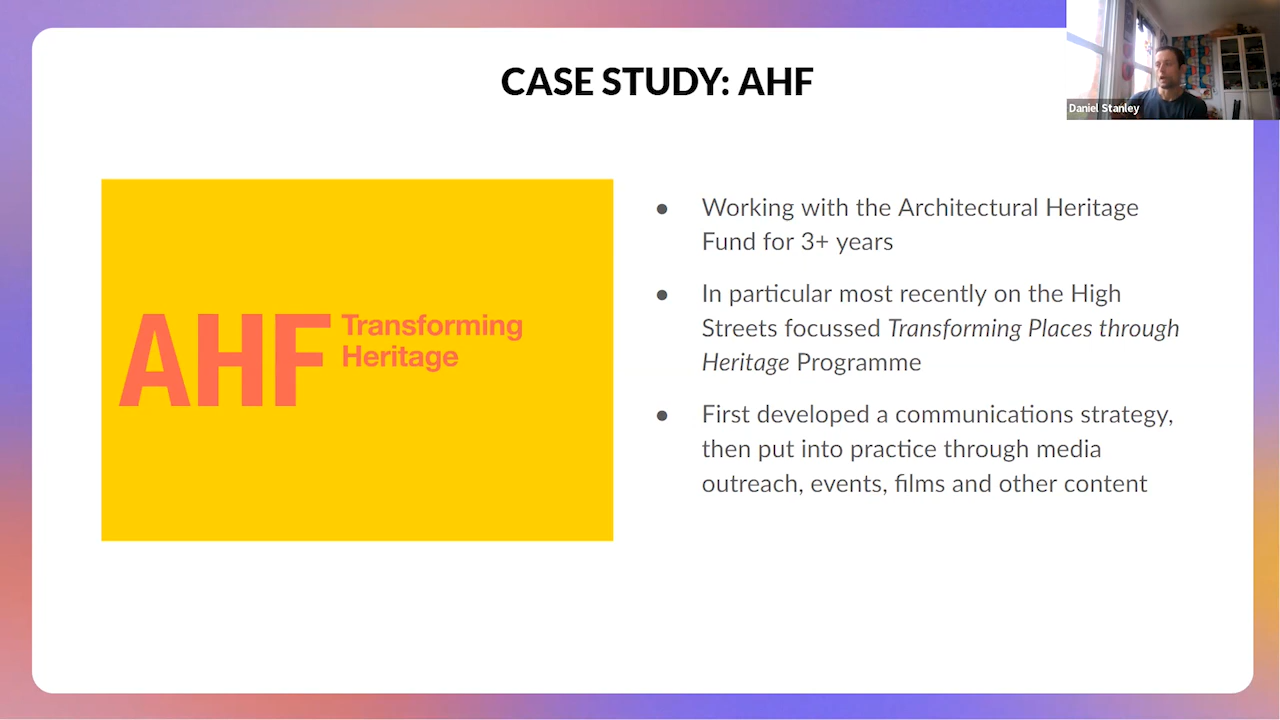 CASE STUDY: AHF
Daniel Stanley
AHF Transforming
Heritage
● Working with the Architectural Heritage
Fund for 3+ years
● In particular most recently on the High
Streets focussed Transforming Places through
Heritage Programme
● First developed a communications strategy,
then put into practice through media
outreach, events, films and other content